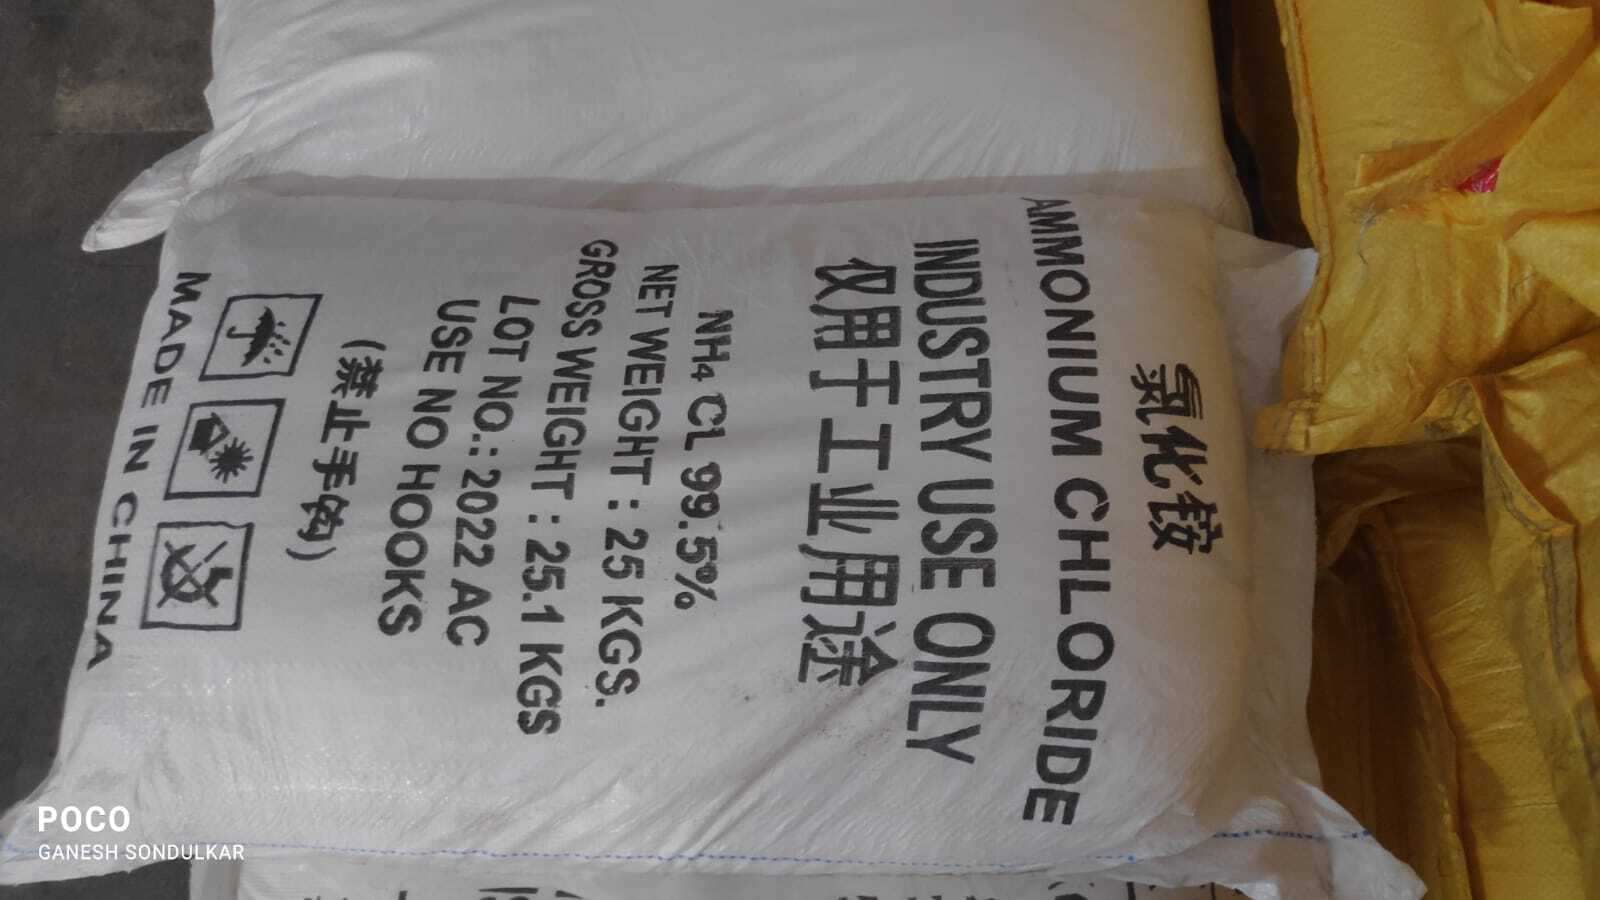 氯化铵
AMMONIUM CHLORIDE
INDUSTRY USE ONLY
仅用于工业用途
NH4 CL 99.5%
NET WEIGHT : 25 KGS.
GROSS WEIGHT : 25.1 KGS
LOT NO.: 2022 AC
USE NO HOOKS
(禁止手钩)
MADE IN CHINA
POCO
GANESH SONDULKAR